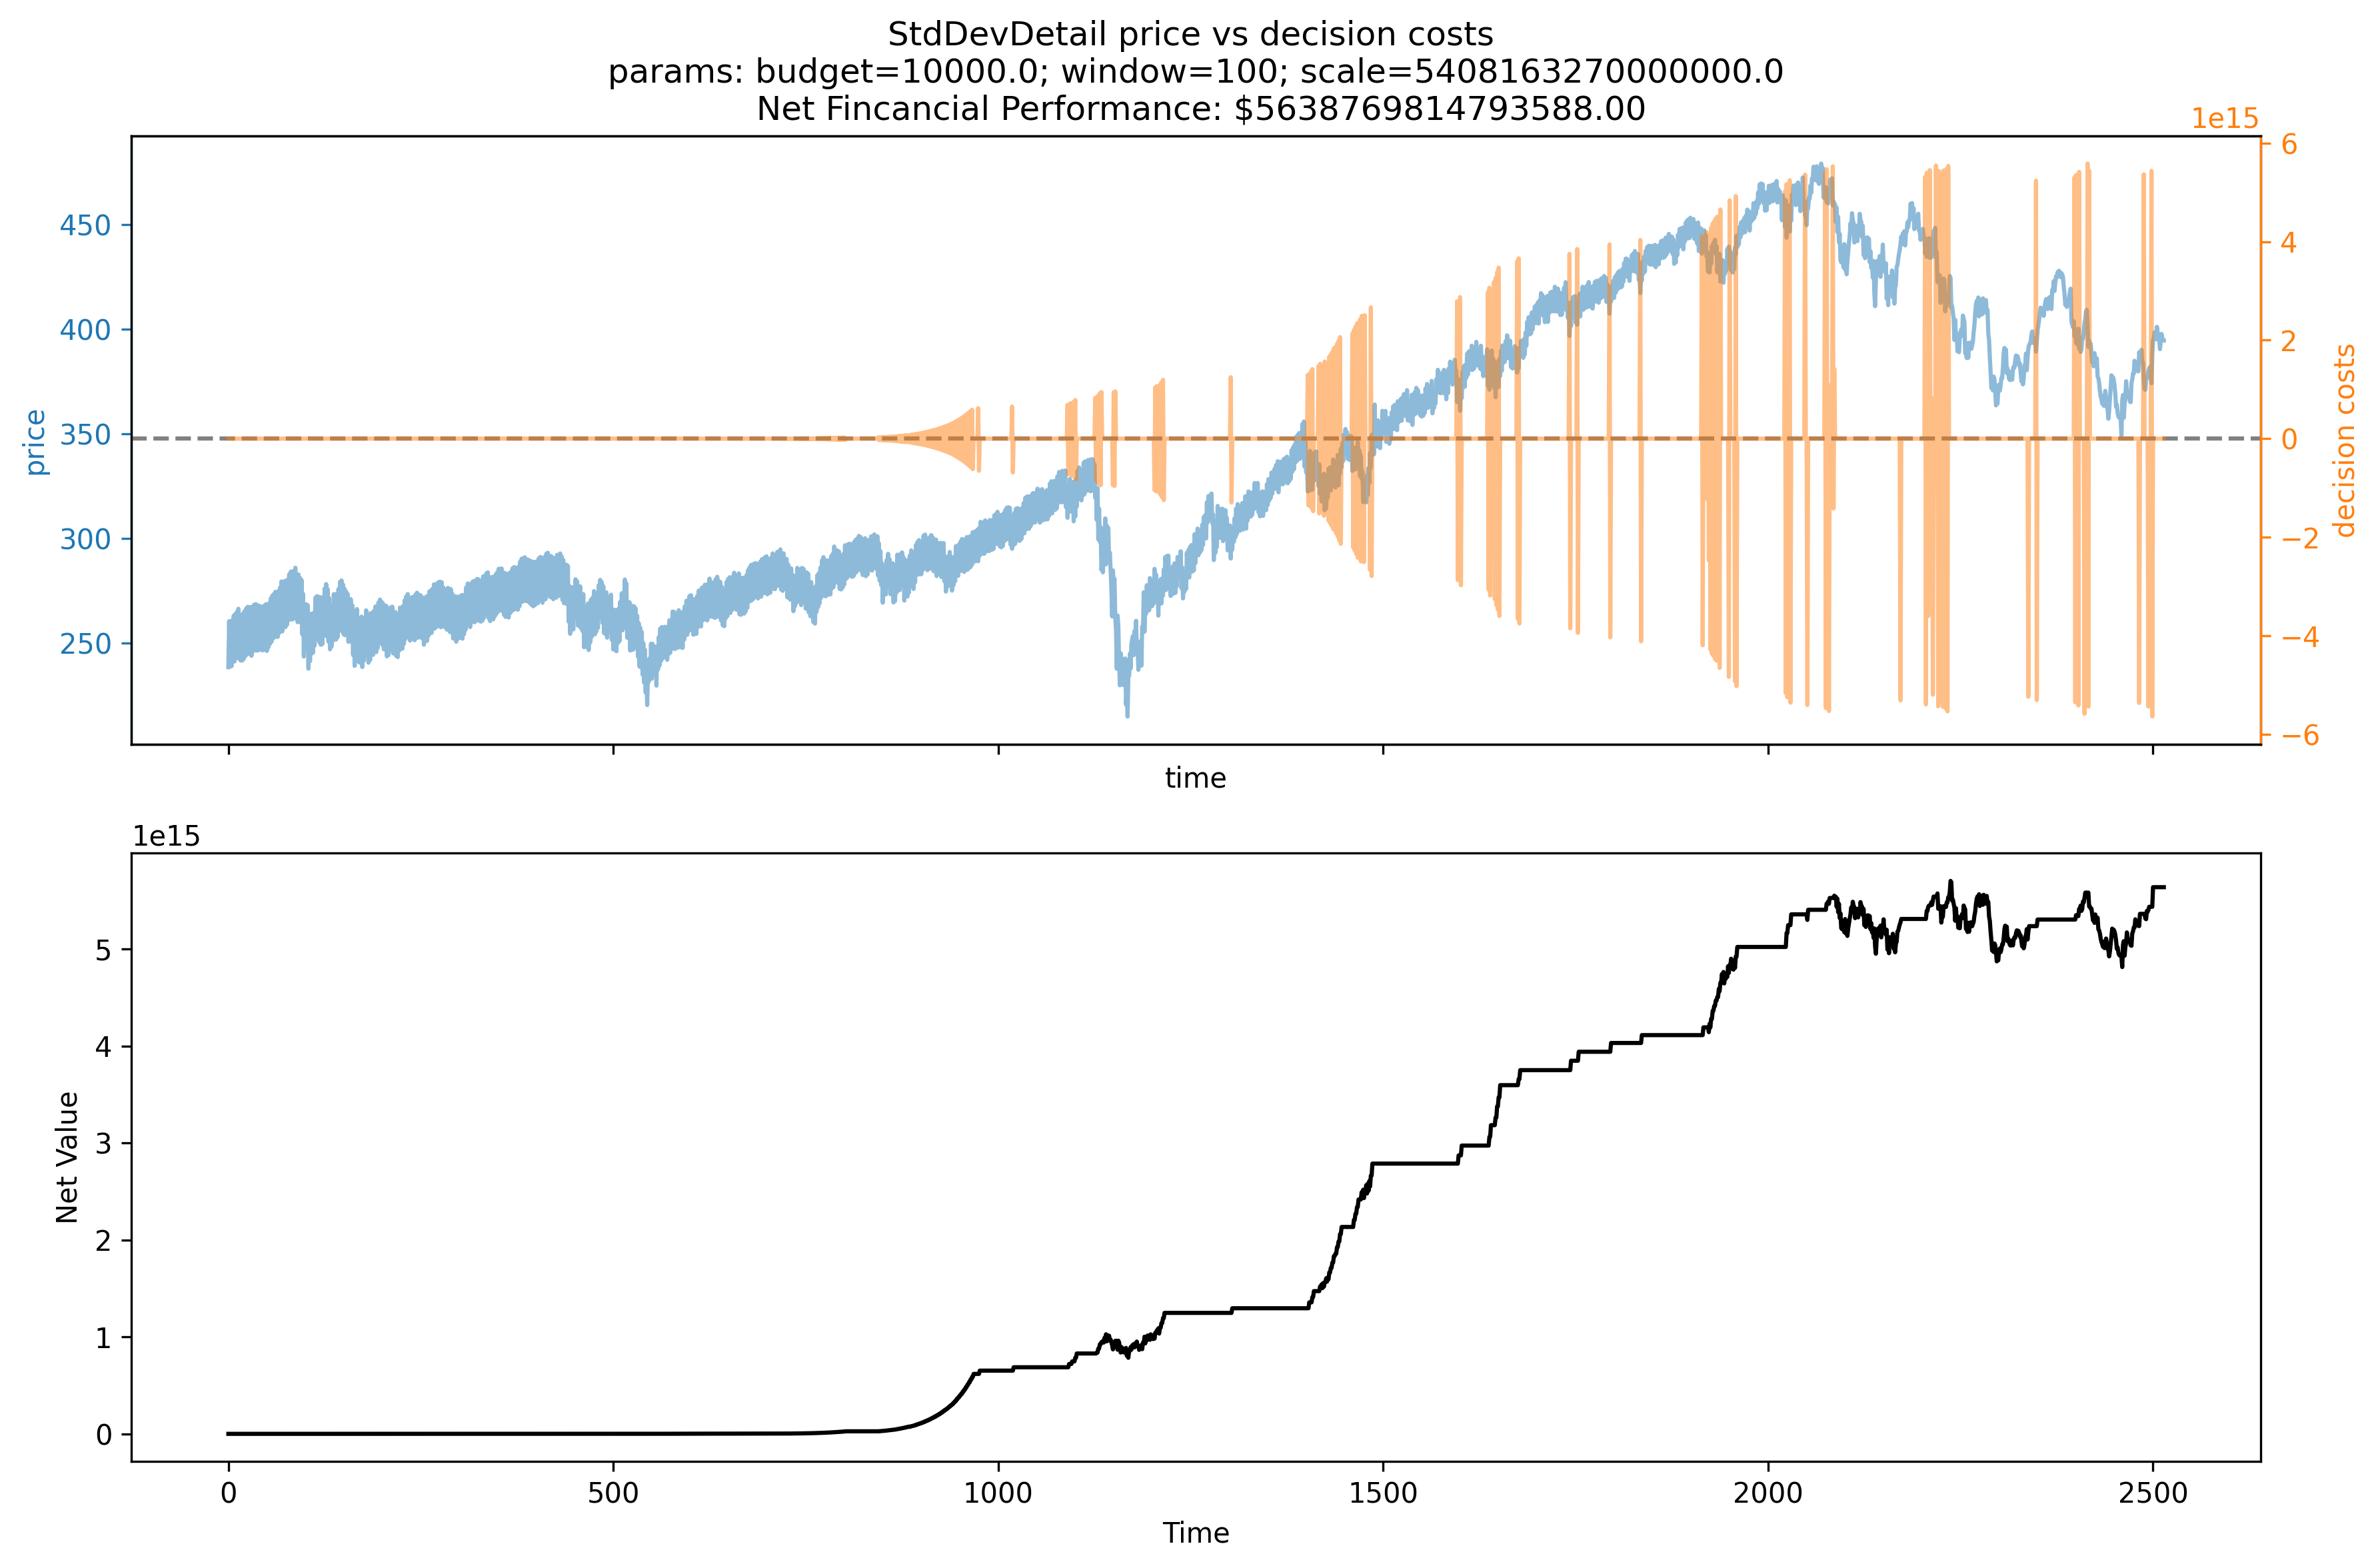 StdDevDetail price vs decision costs
params: budget=10000.0; window=100; scale=5408163270000000.0
Net Fincancial Performance: $5638769814793588.00
1e15
6
4
2
0
−2
−4
−6
decision costs
450
400
350
300
250
price
time
1e15
5
4
3
2
1
0
Net Value
0 500 1000 1500 2000 2500
Time